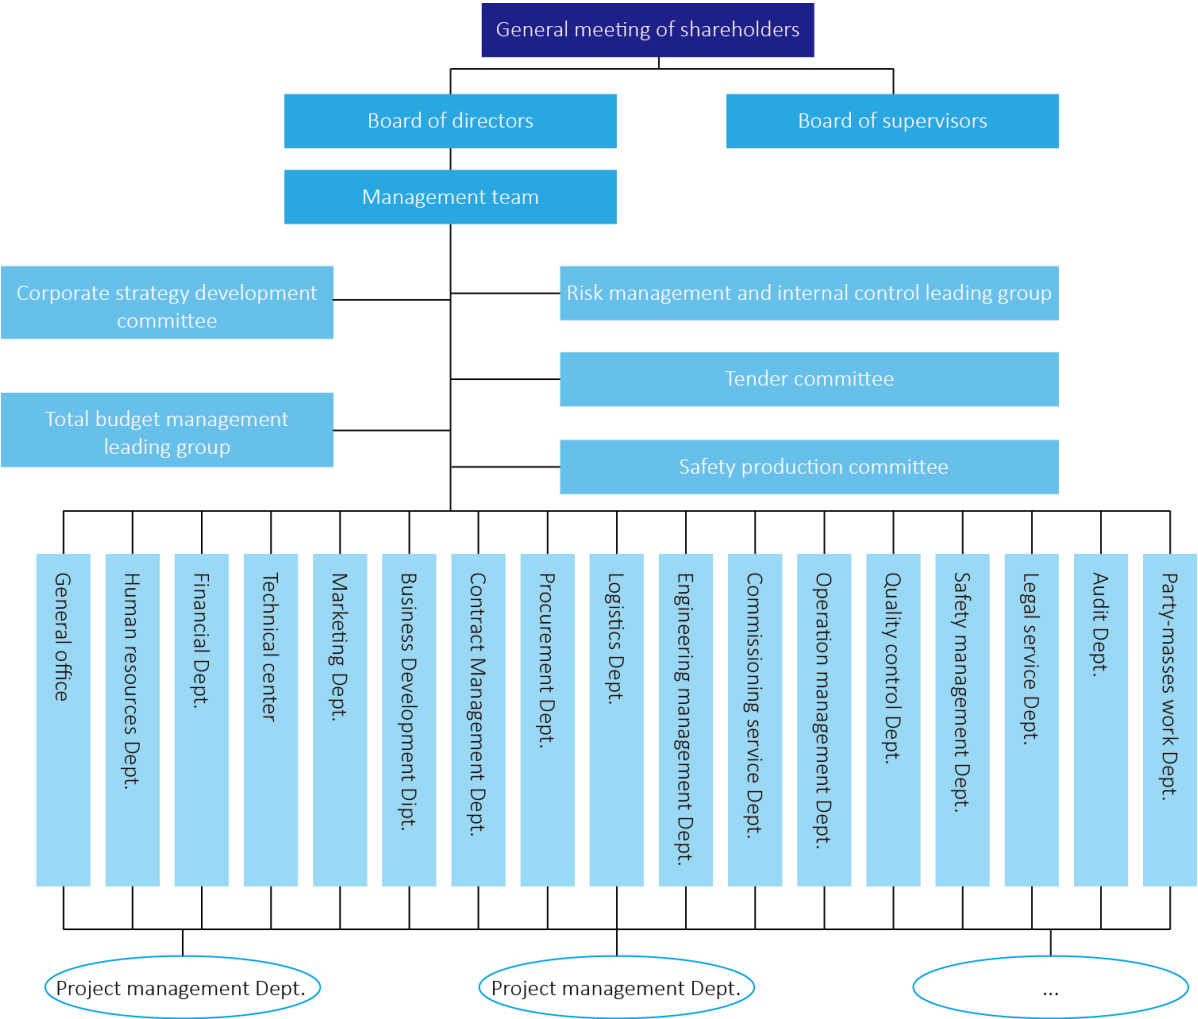 General meeting of shareholders
Board of directors
Board of supervisors
Management team
Corporate strategy development
committee
Risk management and internal control leading group
Tender committee
Total budget management
leading group
Safety production committee
General office
Human resources Dept.
Financial Dept.
Technical center
Marketing Dept.
Business Development Dipt.
Contract Management Dept.
Procurement Dept.
Logistics Dept.
Engineering management Dept.
Commissioning service Dept.
Operation management Dept.
Quality control Dept.
Safety management Dept.
Legal service Dept.
Audit Dept.
Party-masses work Dept.
Project management Dept.
Project management Dept.
...